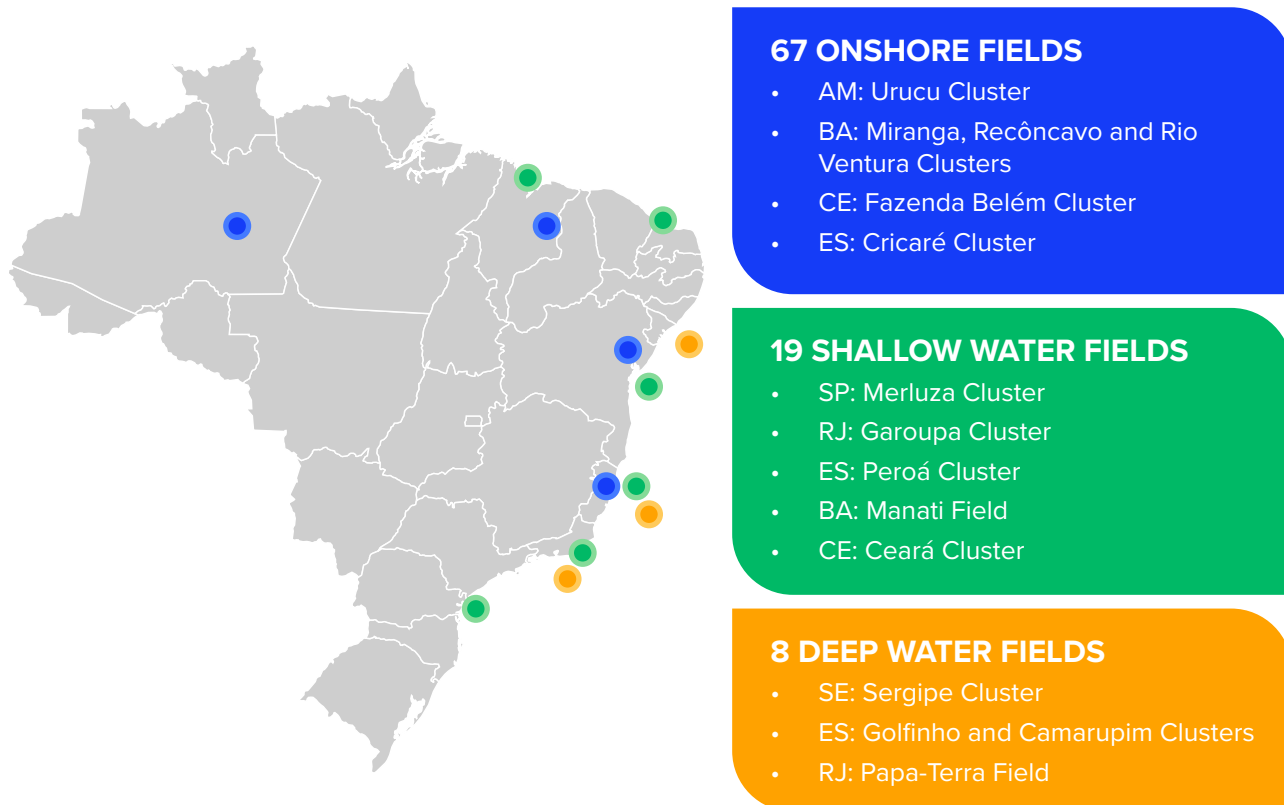 67 ONSHORE FIELDS
• AM: Urucu Cluster
• BA: Miranga, Recôncavo and Rio
Ventura Clusters
• CE: Fazenda Belém Cluster
• ES: Cricaré Cluster
19 SHALLOW WATER FIELDS
• SP: Merluza Cluster
• RJ: Garoupa Cluster
• ES: Peroá Cluster
• BA: Manati Field
• CE: Ceará Cluster
8 DEEP WATER FIELDS
• SE: Sergipe Cluster
• ES: Golfinho and Camarupim Clusters
• RJ: Papa-Terra Field